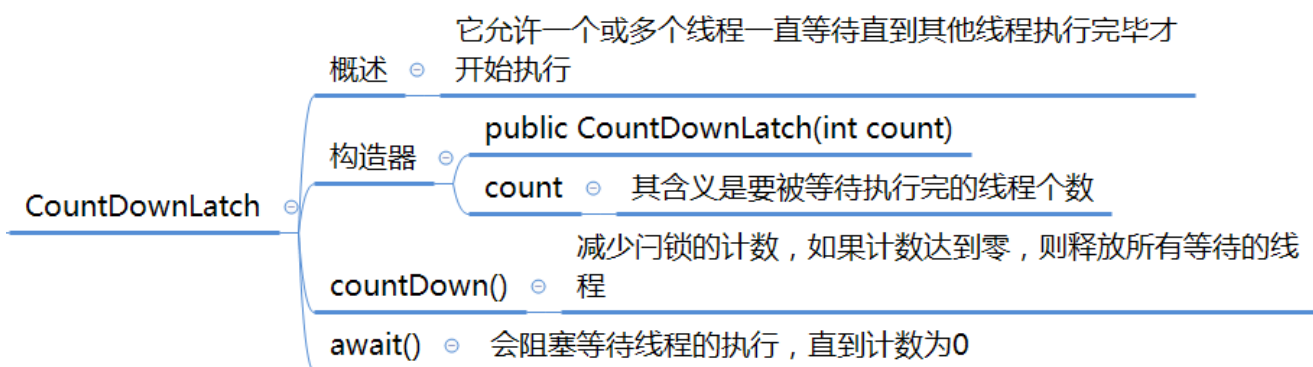 它允许一个或多个线程一直等待直到其他线程执行完毕才
概述
开始执行
public CountDownLatch(int count)
构造器
count
其含义是要被等待执行完的线程个数
CountDownLatch
减少闩锁的计数，如果计数达到零，则释放所有等待的线
countDown()
程
await()
会阻塞等待线程的执行，直到计数为0